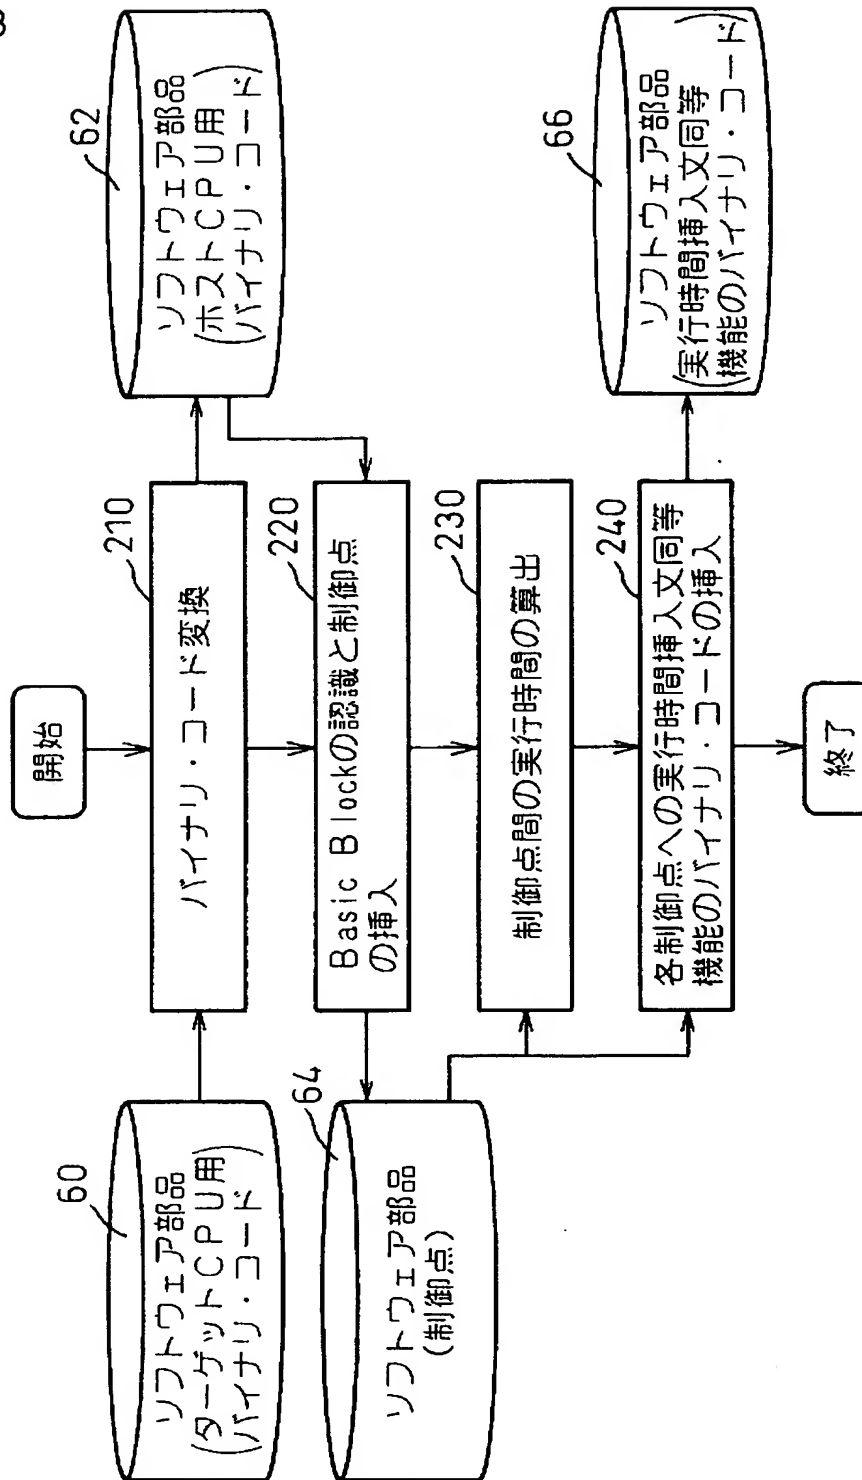 開始
60
ソフトウェア部品
(ターゲットCPU用
バイナリ・コード)
210
バイナリ・コード変換
62
ソフトウェア部品
(ホストCPU用
バイナリ・コード)
220
Basic Blockの認識と制御点
の挿入
64
ソフトウェア部品
(制御点)
230
制御点間の実行時間の算出
240
各制御点への実行時間挿入文同等
機能のバイナリ・コードの挿入
66
ソフトウェア部品
(実行時間挿入文同等
機能のバイナリ・コード)
終了